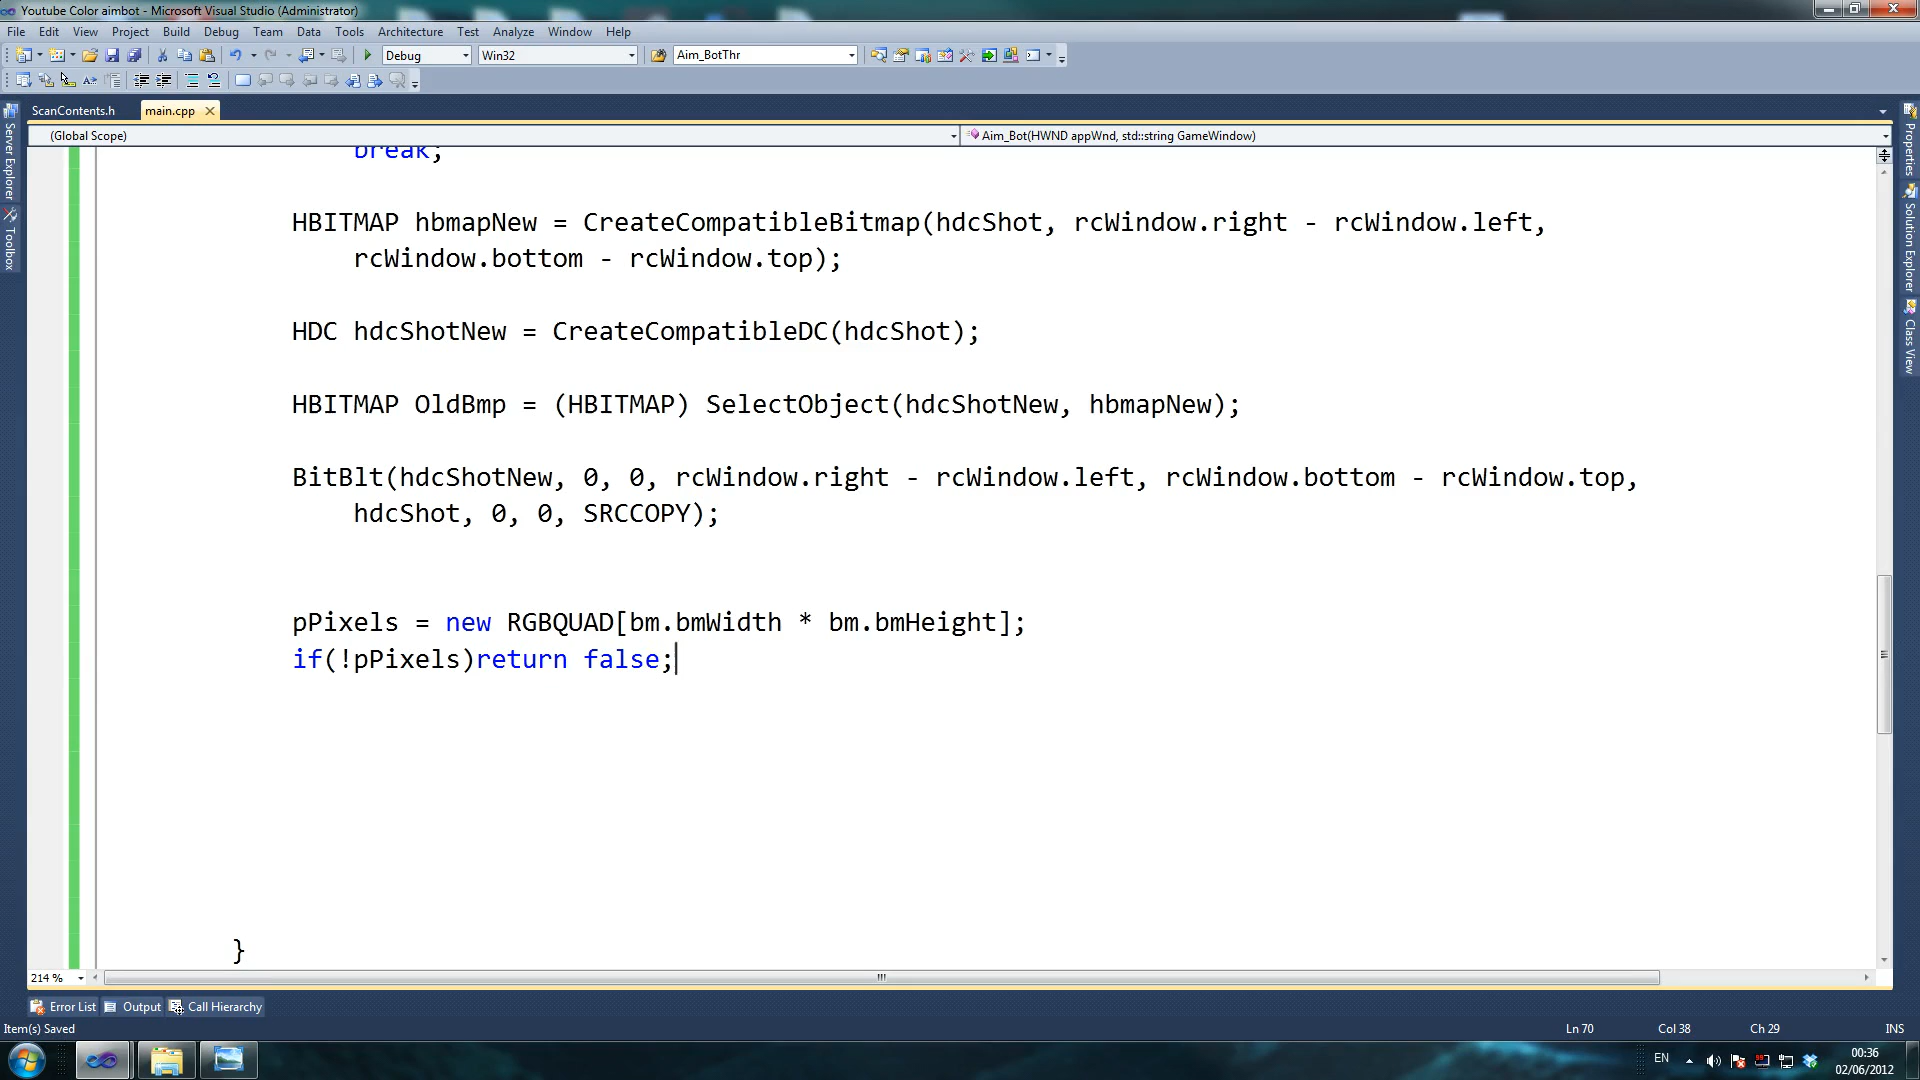 Youtube Color aimbot - Microsoft Visual Studio (Administrator)
File Edit View Project Build Debug Team Data Tools Architecture Test Analyze Window Help
Debug Win32 Aim_BotThr
ScanContents.h main.cpp
(Global Scope) Aim_Bot(HWND appWnd, std::string GameWindow)
Server Explorer
Toolbox
Properties
Solution Explorer
Class View
break;
HBITMAP hbmapNew = CreateCompatibleBitmap(hdcShot, rcWindow.right - rcWindow.left,
rcWindow.bottom - rcWindow.top);
HDC hdcShotNew = CreateCompatibleDC(hdcShot);
HBITMAP OldBmp = (HBITMAP) SelectObject(hdcShotNew, hbmapNew);
BitBlt(hdcShotNew, 0, 0, rcWindow.right - rcWindow.left, rcWindow.bottom - rcWindow.top,
hdcShot, 0, 0, SRCCOPY);
pPixels = new RGBQUAD[bm.bmWidth * bm.bmHeight];
if(!pPixels)return false;
}
214 %
Error List Output Call Hierarchy
Item(s) Saved Ln 70 Col 38 Ch 29 INS
EN 00:36
02/06/2012